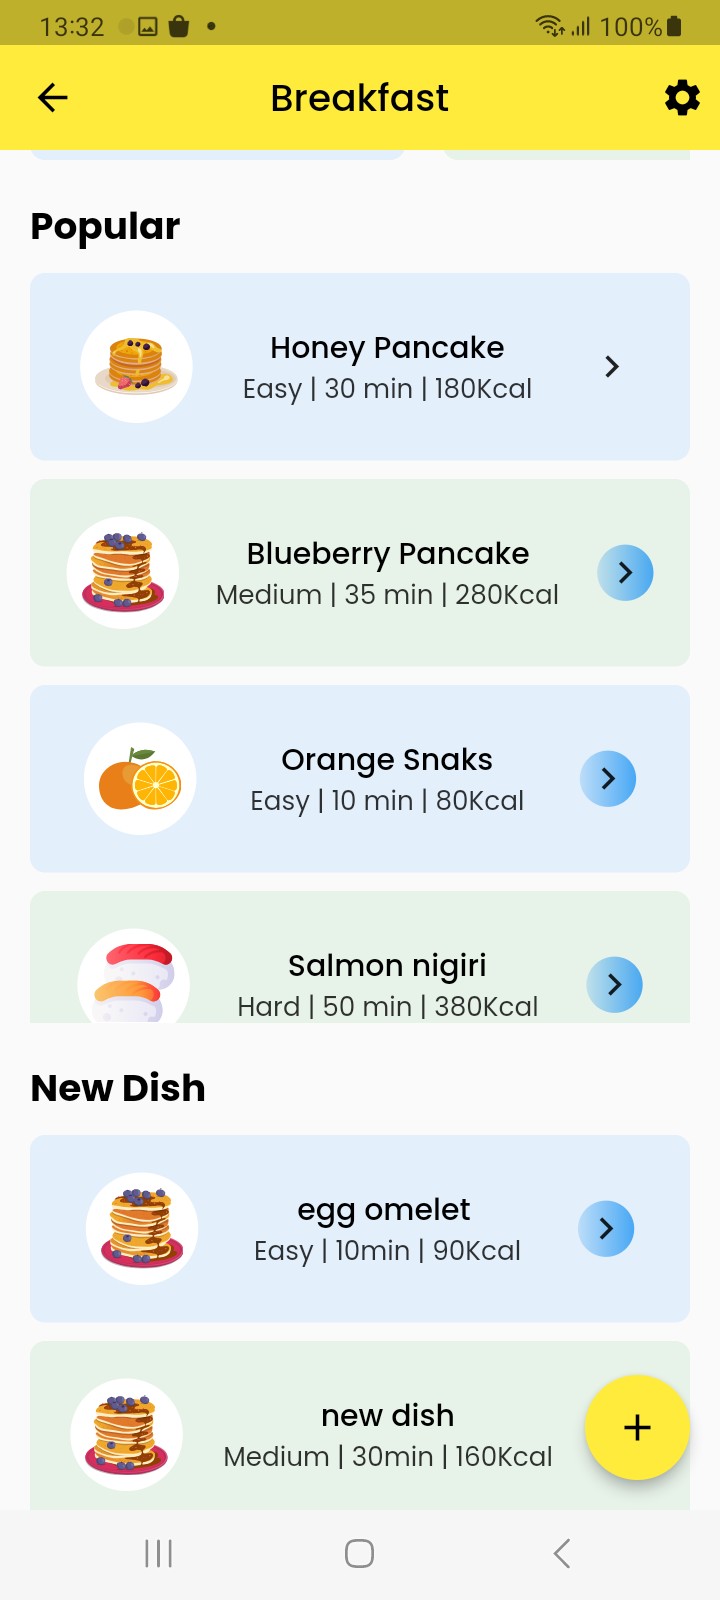 13:32 100%
Breakfast
Popular
Honey Pancake
Easy | 30 min | 180Kcal
Blueberry Pancake
Medium | 35 min | 280Kcal
Orange Snaks
Easy | 10 min | 80Kcal
Salmon nigiri
Hard | 50 min | 380Kcal
New Dish
egg omelet
Easy | 10min | 90Kcal
new dish
Medium | 30min | 160Kcal